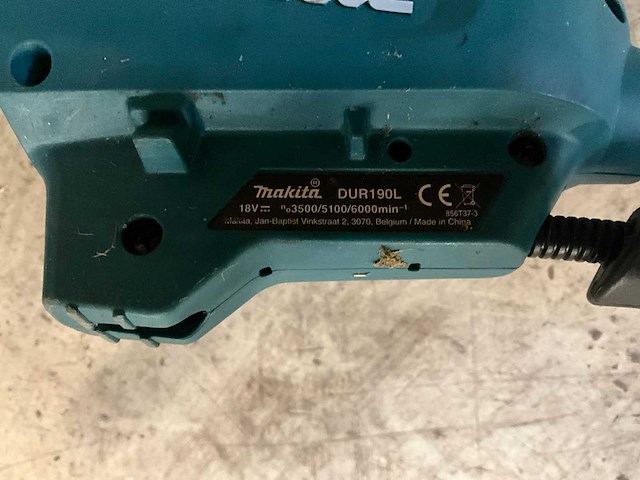 makita® DUR190L CE
18V⎓ n₀3500/5100/6000min⁻¹ 856T37-3
Makita, Jan-Baptist Vinkstraat 2, 3070, Belgium / Made in China